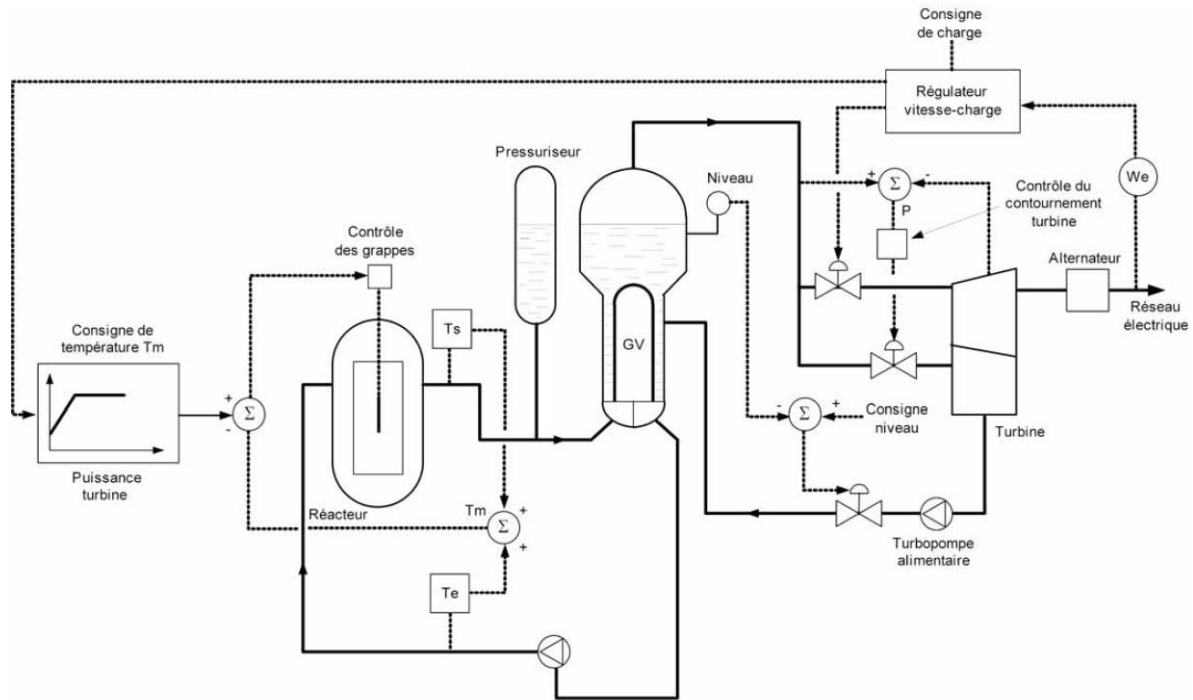 Consigne
de charge
Régulateur
vitesse-charge
Pressuriseur
Niveau
+
Σ
-
P
We
Contrôle du
contournement
turbine
Contrôle
des grappes
Alternateur
Réseau
électrique
Consigne de
température Tm
Ts
GV
+
Σ
-
-
Σ
+
Consigne
niveau
Turbine
Puissance
turbine
Réacteur
Tm
+
Σ
+
Turbopompe
alimentaire
Te